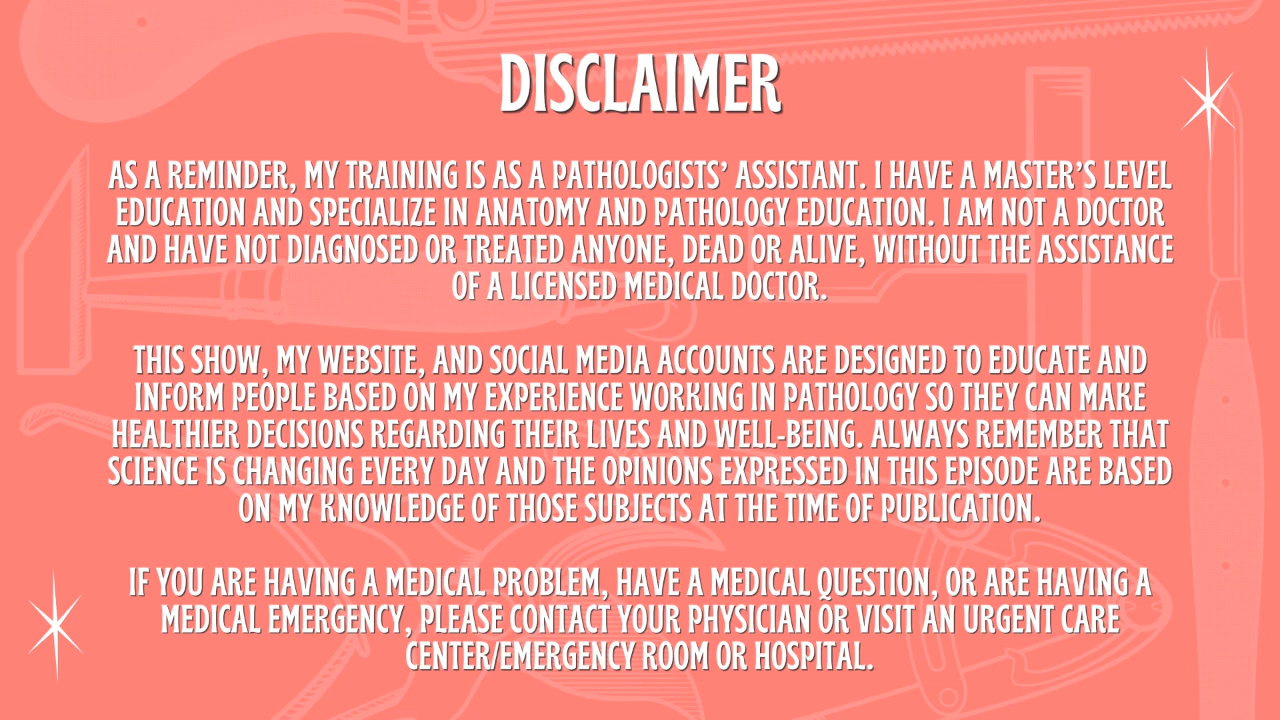 DISCLAIMER
AS A REMINDER, MY TRAINING IS AS A PATHOLOGISTS' ASSISTANT. I HAVE A MASTER'S LEVEL
EDUCATION AND SPECIALIZE IN ANATOMY AND PATHOLOGY EDUCATION. I AM NOT A DOCTOR
AND HAVE NOT DIAGNOSED OR TREATED ANYONE, DEAD OR ALIVE, WITHOUT THE ASSISTANCE
OF A LICENSED MEDICAL DOCTOR.
THIS SHOW, MY WEBSITE, AND SOCIAL MEDIA ACCOUNTS ARE DESIGNED TO EDUCATE AND
INFORM PEOPLE BASED ON MY EXPERIENCE WORKING IN PATHOLOGY SO THEY CAN MAKE
HEALTHIER DECISIONS REGARDING THEIR LIVES AND WELL-BEING. ALWAYS REMEMBER THAT
SCIENCE IS CHANGING EVERY DAY AND THE OPINIONS EXPRESSED IN THIS EPISODE ARE BASED
ON MY KNOWLEDGE OF THOSE SUBJECTS AT THE TIME OF PUBLICATION.
IF YOU ARE HAVING A MEDICAL PROBLEM, HAVE A MEDICAL QUESTION, OR ARE HAVING A
MEDICAL EMERGENCY, PLEASE CONTACT YOUR PHYSICIAN OR VISIT AN URGENT CARE
CENTER/EMERGENCY ROOM OR HOSPITAL.